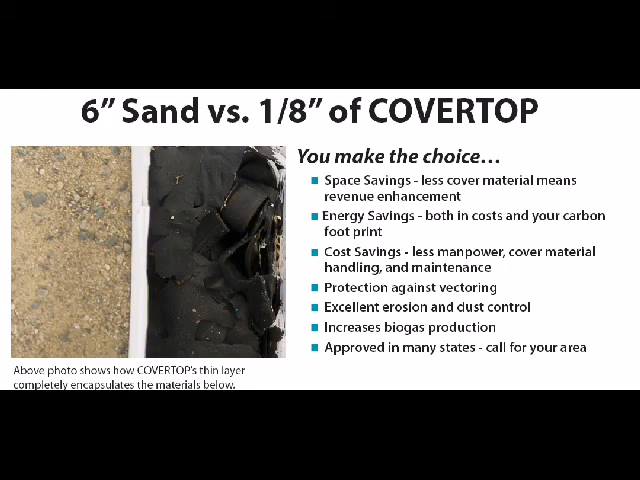 6” Sand vs. 1/8” of COVERTOP
You make the choice…
Space Savings - less cover material means
revenue enhancement
Energy Savings - both in costs and your carbon
foot print
Cost Savings - less manpower, cover material
handling, and maintenance
Protection against vectoring
Excellent erosion and dust control
Increases biogas production
Approved in many states - call for your area
Above photo shows how COVERTOP’s thin layer
completely encapsulates the materials below.